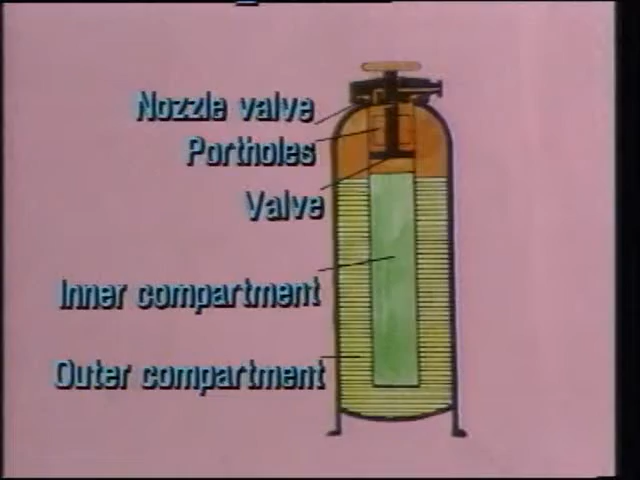 Nozzle valve
Portholes
Valve
Inner compartment
Outer compartment